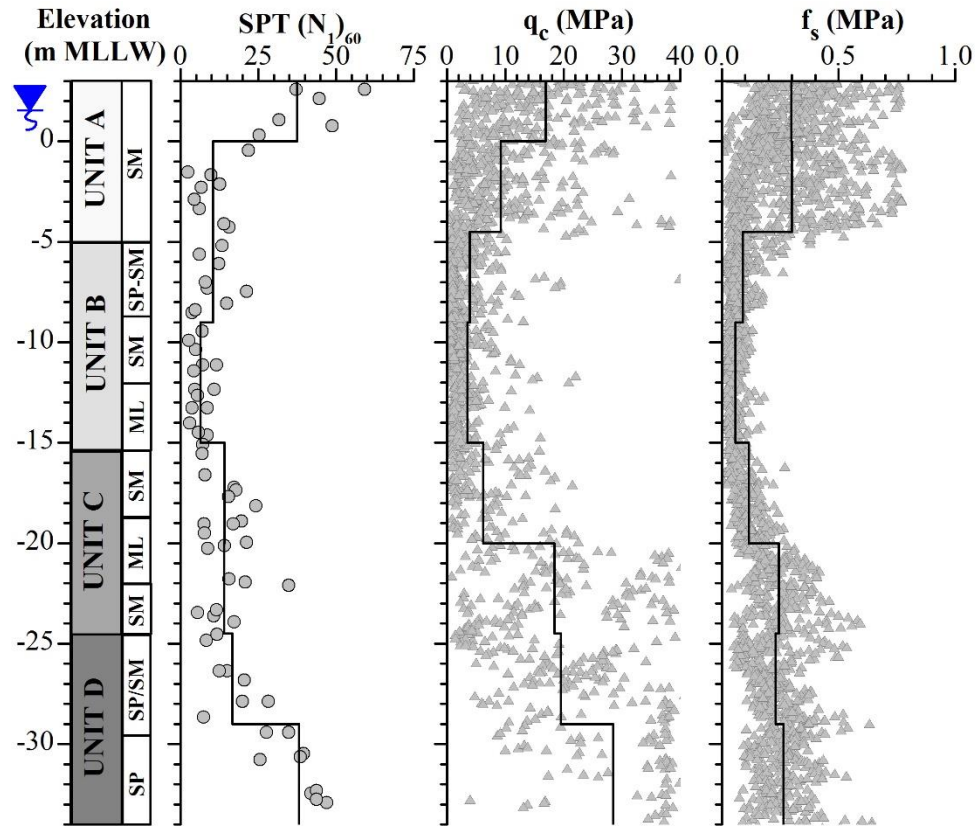 Elevation
(m MLLW)
SPT (N1)60
qc (MPa)
fs (MPa)
0 25 50 75
0 10 20 30 40
0.0 0.5 1.0
0
-5
-10
-15
-20
-25
-30
UNIT A
UNIT B
UNIT C
UNIT D
SM
SP-SM
SM
ML
SM
ML
SM
SP/SM
SP